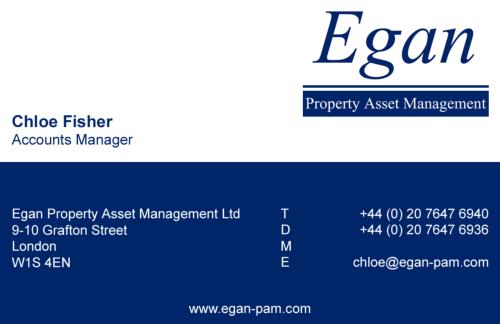 Egan
Property Asset Management
Chloe Fisher
Accounts Manager
Egan Property Asset Management Ltd T +44 (0) 20 7647 6940
9-10 Grafton Street D +44 (0) 20 7647 6936
London M
W1S 4EN E chloe@egan-pam.com
www.egan-pam.com